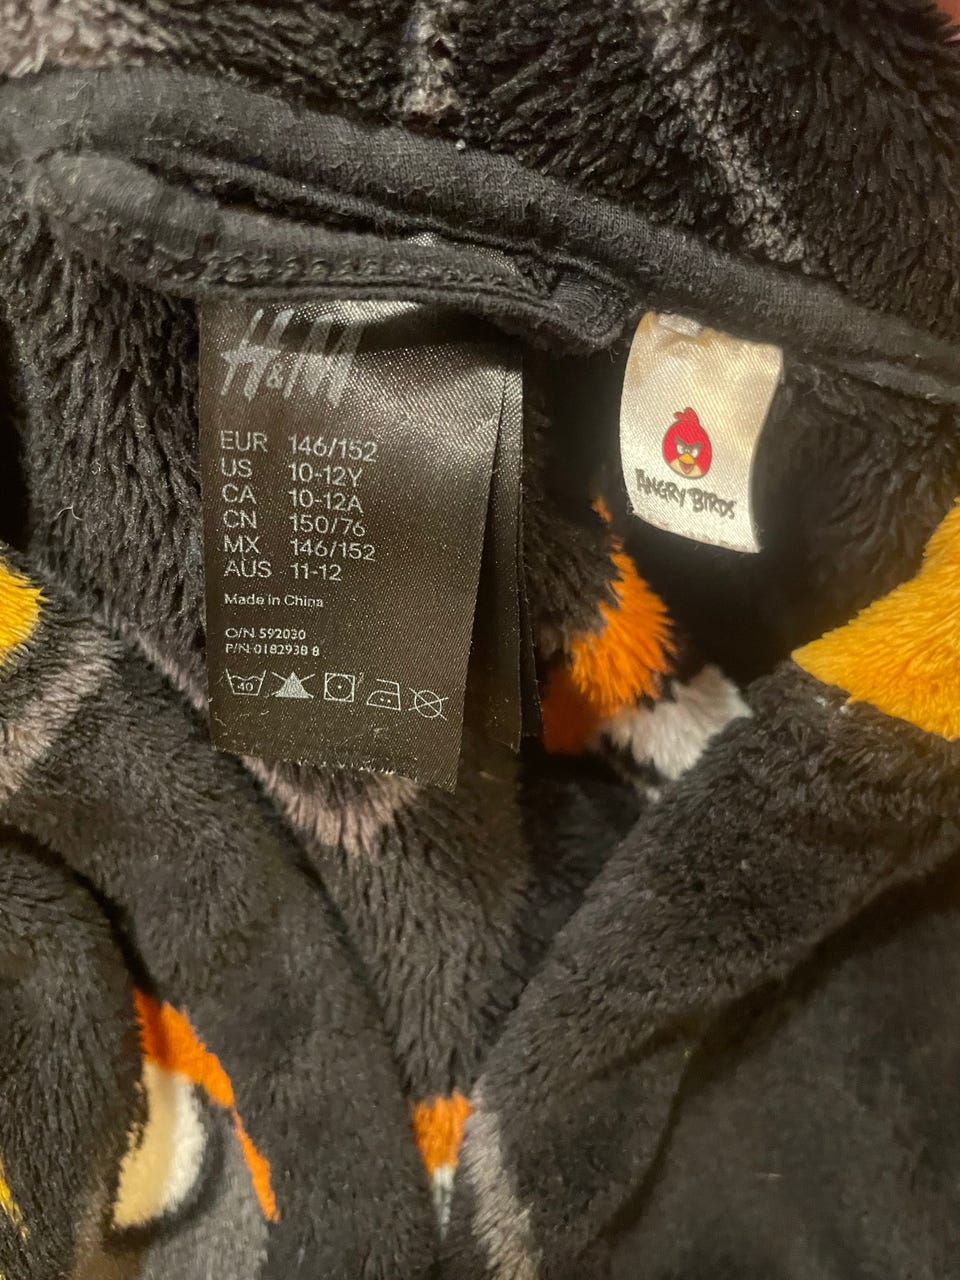 H&M
EUR 146/152
US 10-12Y
CA 10-12A
CN 150/76
MX 146/152
AUS 11-12
Made in China
O/N 592030
P/N 0182938 8
40
ANGRY BIRDS